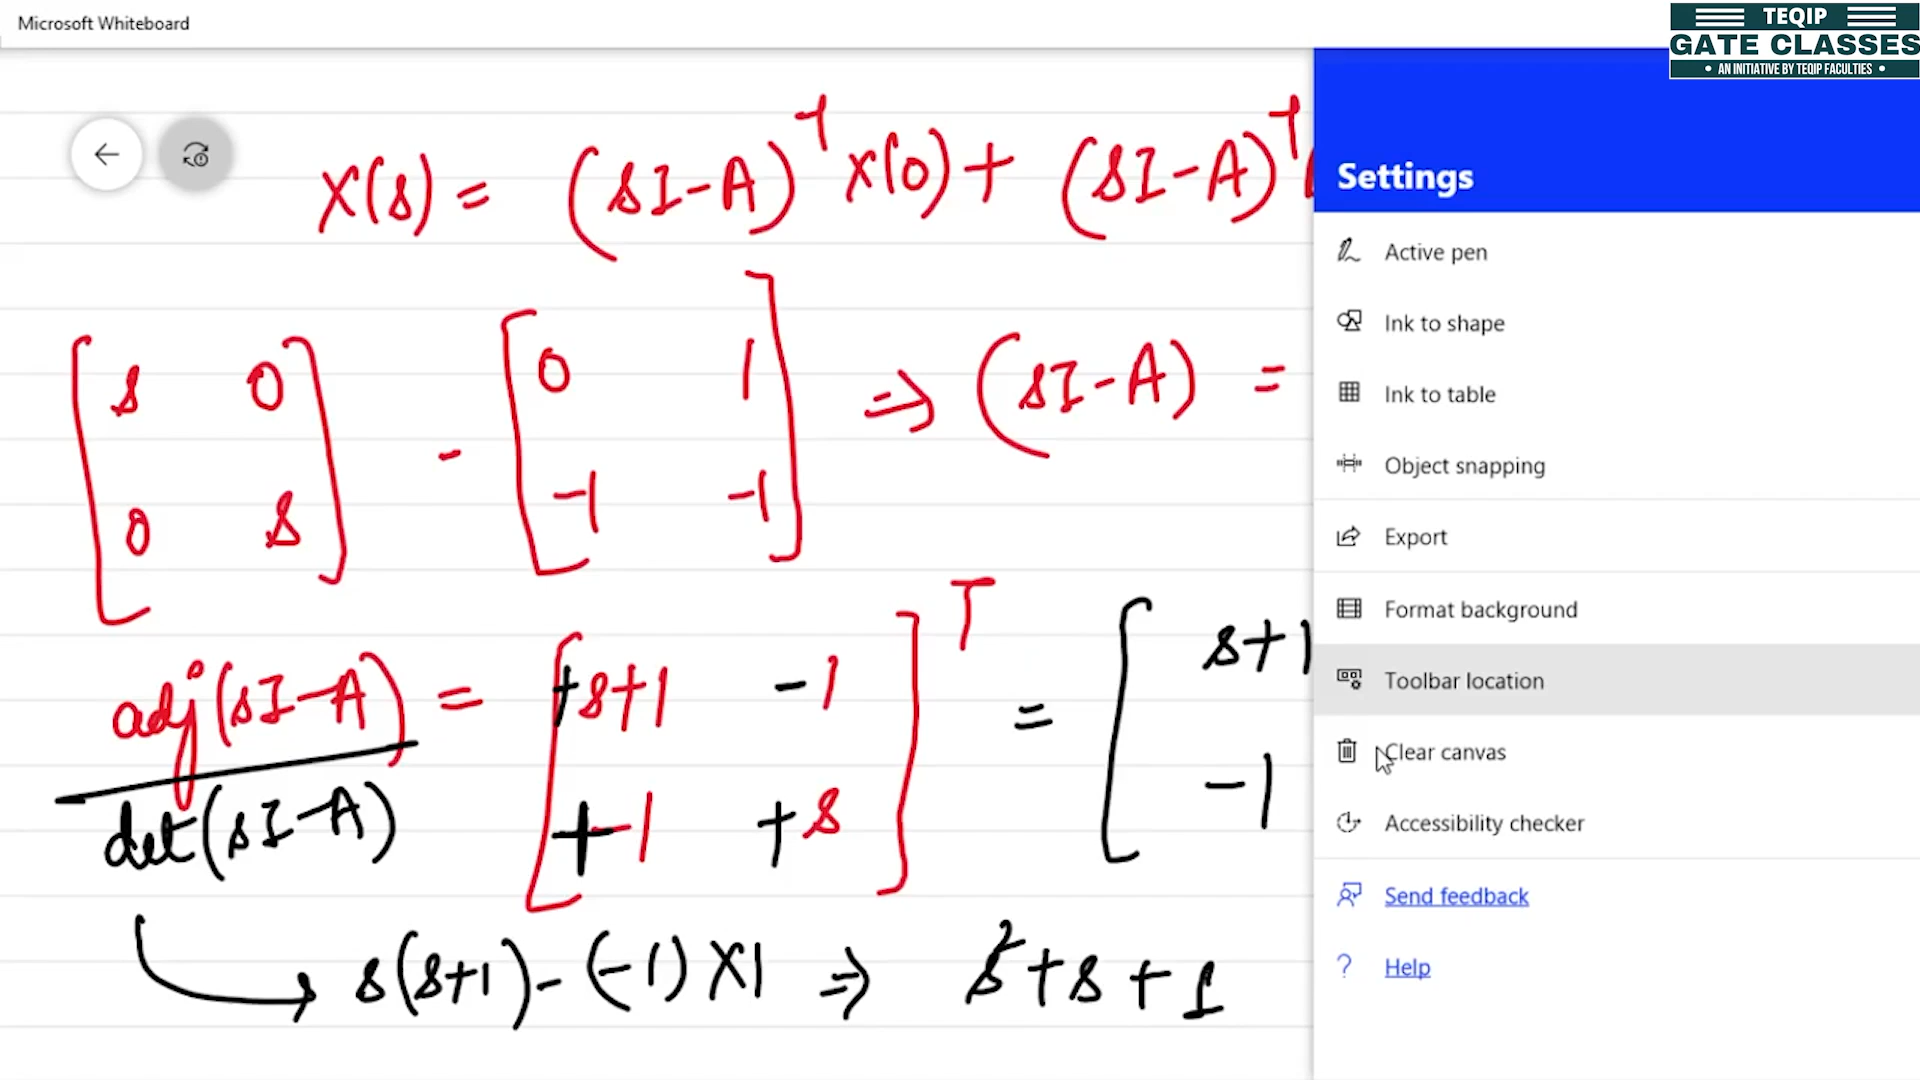 Microsoft Whiteboard
TEQIP
GATE CLASSES
• AN INITIATIVE BY TEQIP FACULTIES •
X(s) = (sI-A)⁻¹ X(0) + (sI-A)⁻¹
[s 0
0 s] - [0 1
-1 -1] ⇒ (sI-A) =
adj(sI-A) / det(sI-A) = [+s+1 -1
+-1 +s]ᵀ = [s+1
-1
→ s(s+1) - (-1)X1 ⇒ s²+s+1
Settings
Active pen
Ink to shape
Ink to table
Object snapping
Export
Format background
Toolbar location
Clear canvas
Accessibility checker
Send feedback
Help